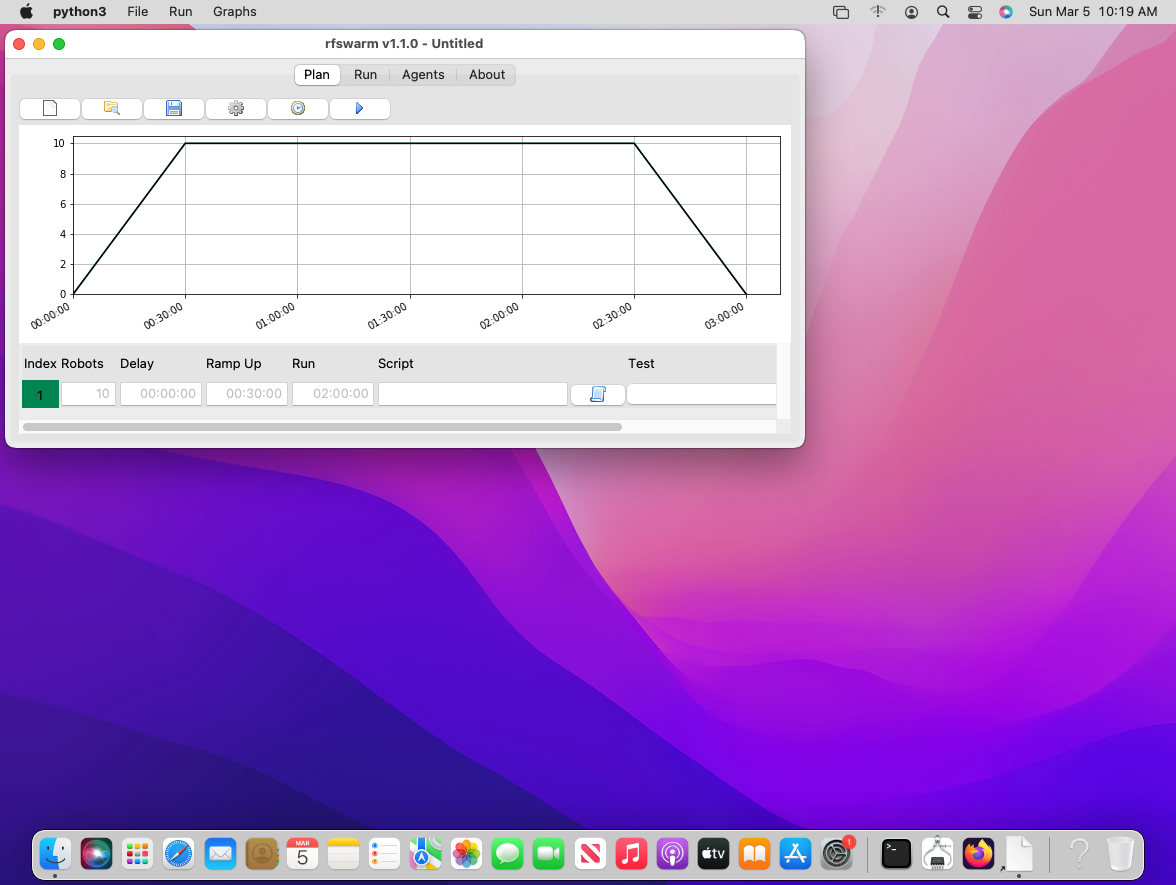 python3 File Run Graphs Sun Mar 5 10:19 AM
rfswarm v1.1.0 - Untitled
Plan Run Agents About
10
8
6
4
2
0
00:00:00 00:30:00 01:00:00 01:30:00 02:00:00 02:30:00 03:00:00
Index Robots Delay Ramp Up Run Script Test
1 10 00:00:00 00:30:00 02:00:00
MAR
5
tv
1
>_